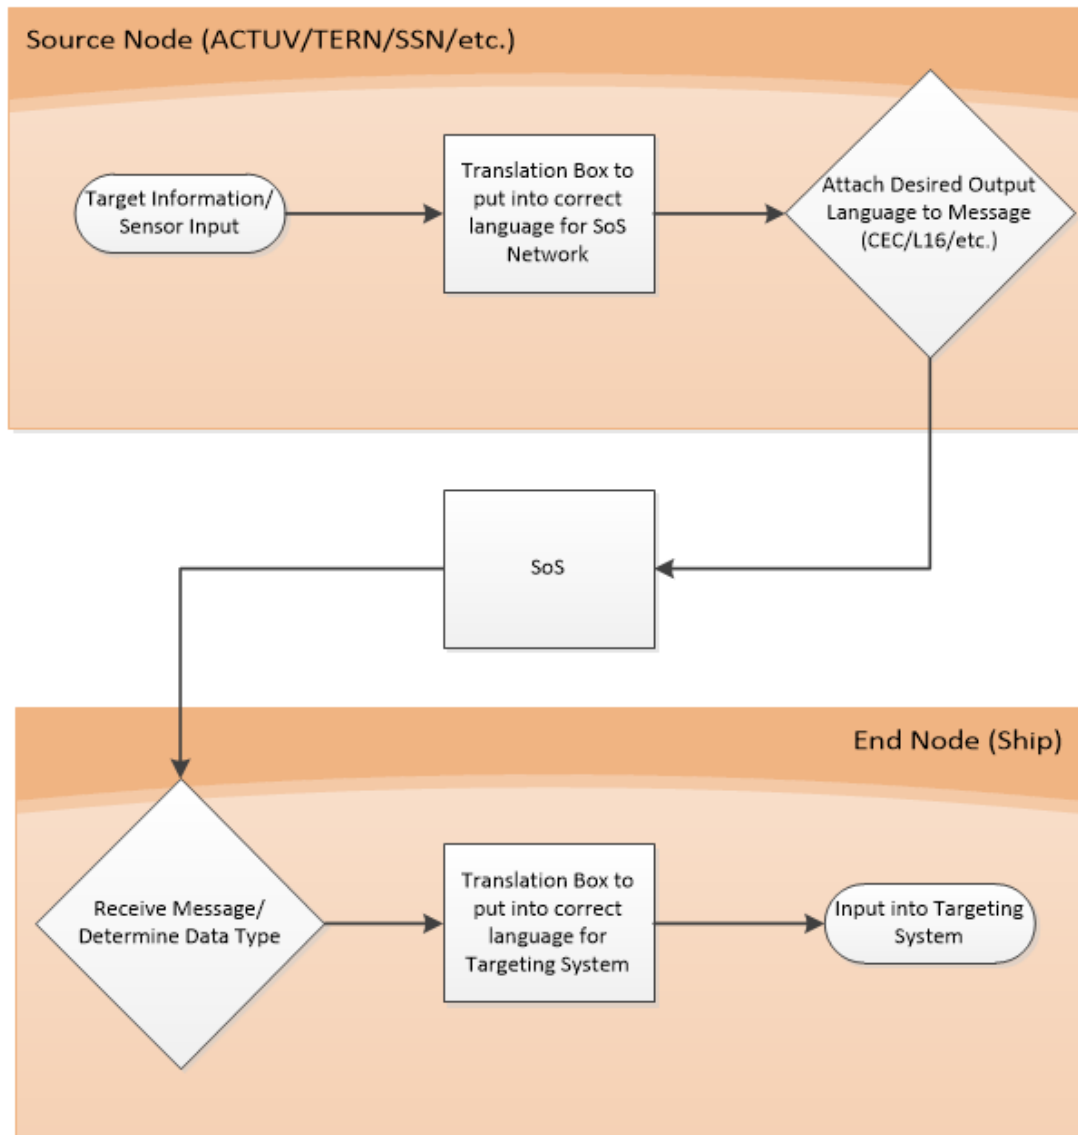 Source Node (ACTUV/TERN/SSN/etc.)
Target Information/
Sensor Input
Translation Box to
put into correct
language for SoS
Network
Attach Desired Output
Language to Message
(CEC/L16/etc.)
SoS
End Node (Ship)
Receive Message/
Determine Data Type
Translation Box to
put into correct
language for
Targeting System
Input into Targeting
System